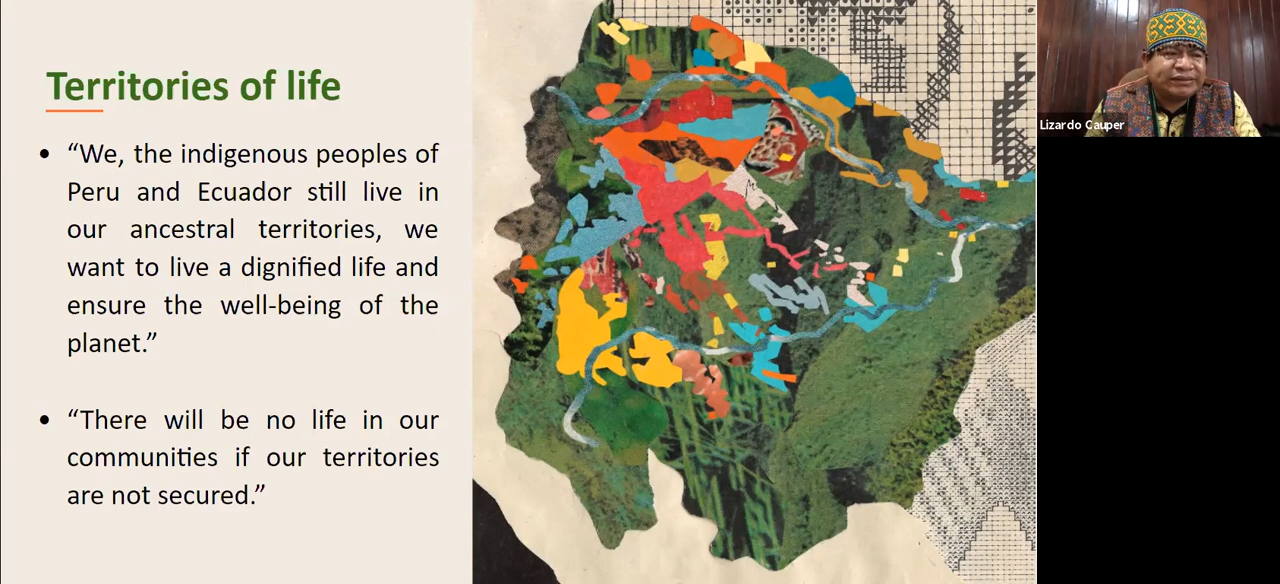 Territories of life
• “We, the indigenous peoples of
Peru and Ecuador still live in
our ancestral territories, we
want to live a dignified life and
ensure the well-being of the
planet.”
• “There will be no life in our
communities if our territories
are not secured.”
Lizardo Cauper